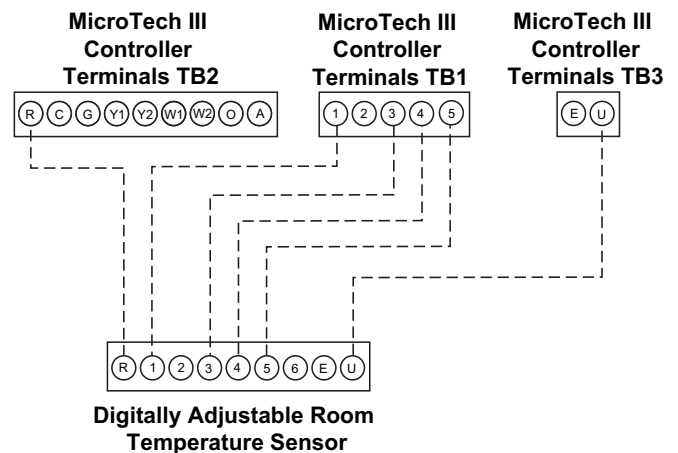 MicroTech III
Controller
Terminals TB2
MicroTech III
Controller
Terminals TB1
MicroTech III
Controller
Terminals TB3
R C G Y1 Y2 W1 W2 O A
1 2 3 4 5
E U
R 1 2 3 4 5 6 E U
Digitally Adjustable Room
Temperature Sensor